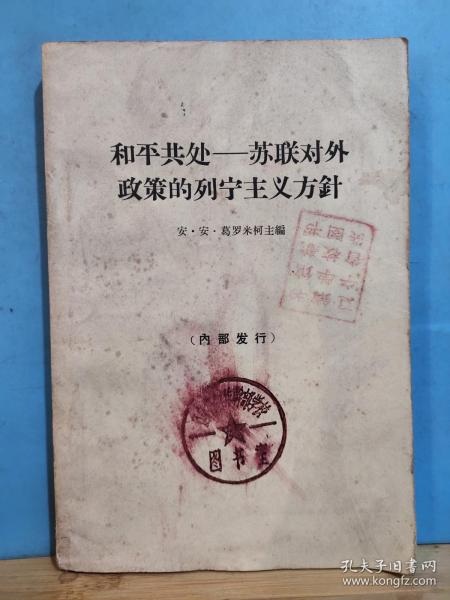 和平共处——苏联对外
政策的列宁主义方針
安·安·葛罗米柯主編
（內部发行）
图书室
孔夫子旧书网
www.kongfz.com